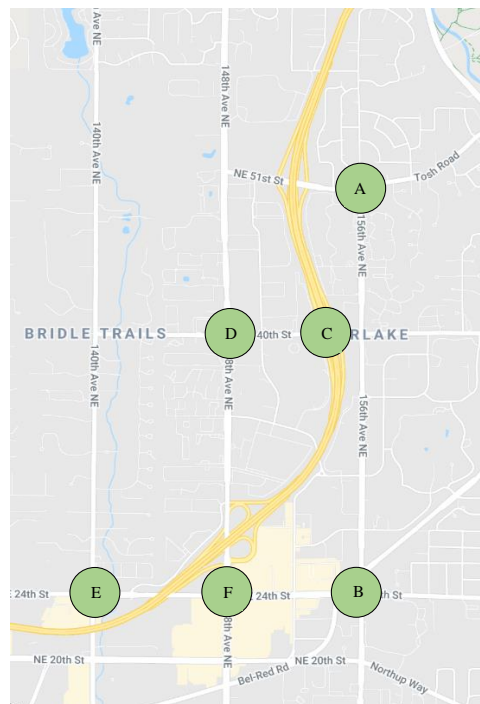 Ave NE
148th Ave NE
140th Ave NE
NE 51st St
Tosh Road
A
156th Ave NE
BRIDLE TRAILS
D
40th St
C
RLAKE
140th Ave NE
8th Ave NE
156th Ave NE
E
24th St
F
24th St
B
h St
8th Ave NE
NE 20th St
NE 20th St
Bel-Red Rd
Northup Way